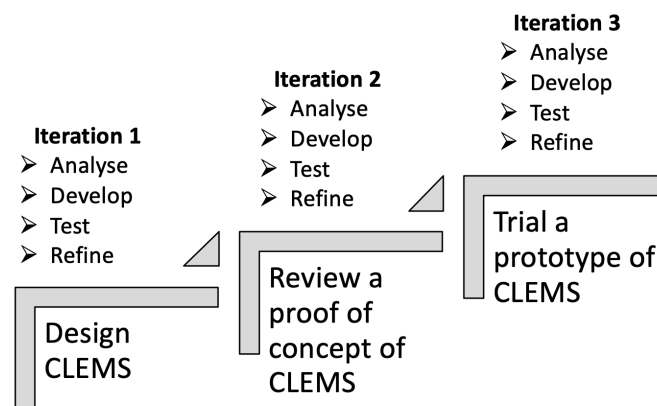 Iteration 1
➢ Analyse
➢ Develop
➢ Test
➢ Refine
Design
CLEMS
Iteration 2
➢ Analyse
➢ Develop
➢ Test
➢ Refine
Review a
proof of
concept of
CLEMS
Iteration 3
➢ Analyse
➢ Develop
➢ Test
➢ Refine
Trial a
prototype of
CLEMS